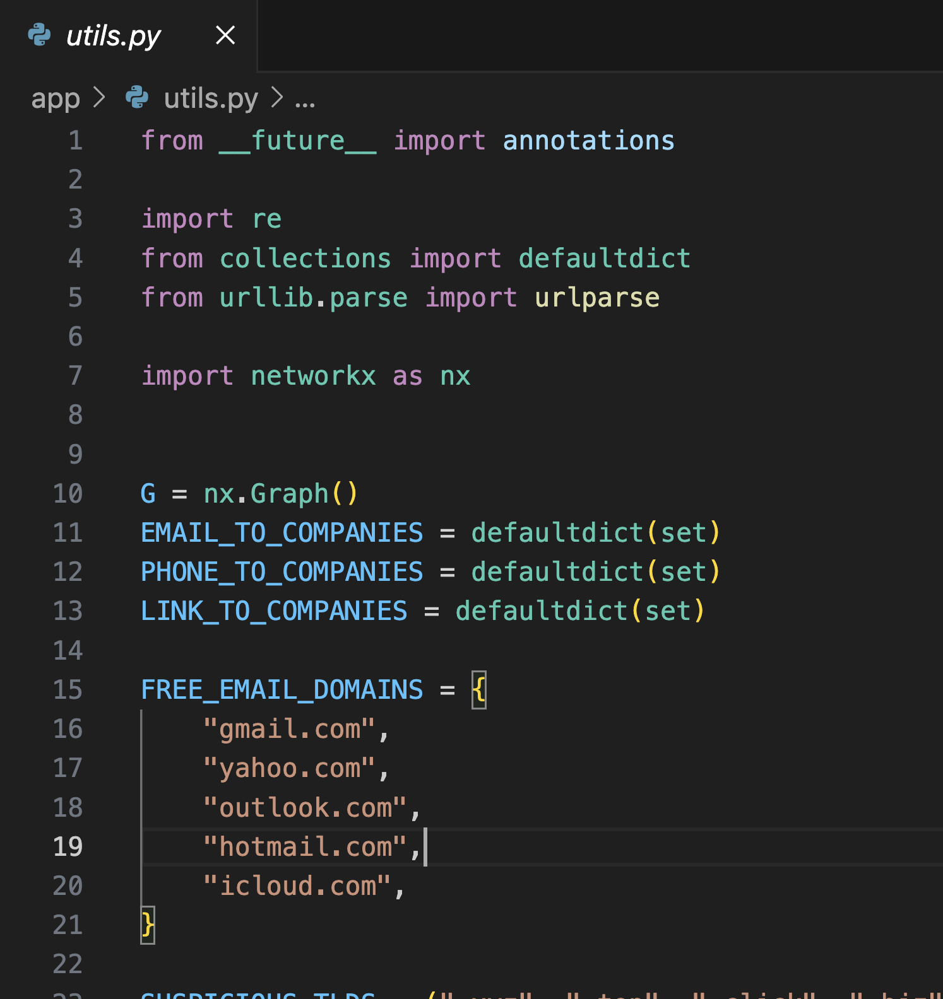 utils.py
app > utils.py > ...
1 from __future__ import annotations
2
3 import re
4 from collections import defaultdict
5 from urllib.parse import urlparse
6
7 import networkx as nx
8
9
10 G = nx.Graph()
11 EMAIL_TO_COMPANIES = defaultdict(set)
12 PHONE_TO_COMPANIES = defaultdict(set)
13 LINK_TO_COMPANIES = defaultdict(set)
14
15 FREE_EMAIL_DOMAINS = {
16     "gmail.com",
17     "yahoo.com",
18     "outlook.com",
19     "hotmail.com",
20     "icloud.com",
21 }
22
23 SUSPICIOUS_TLDS = (".xyz", ".top", ".click", ".biz"